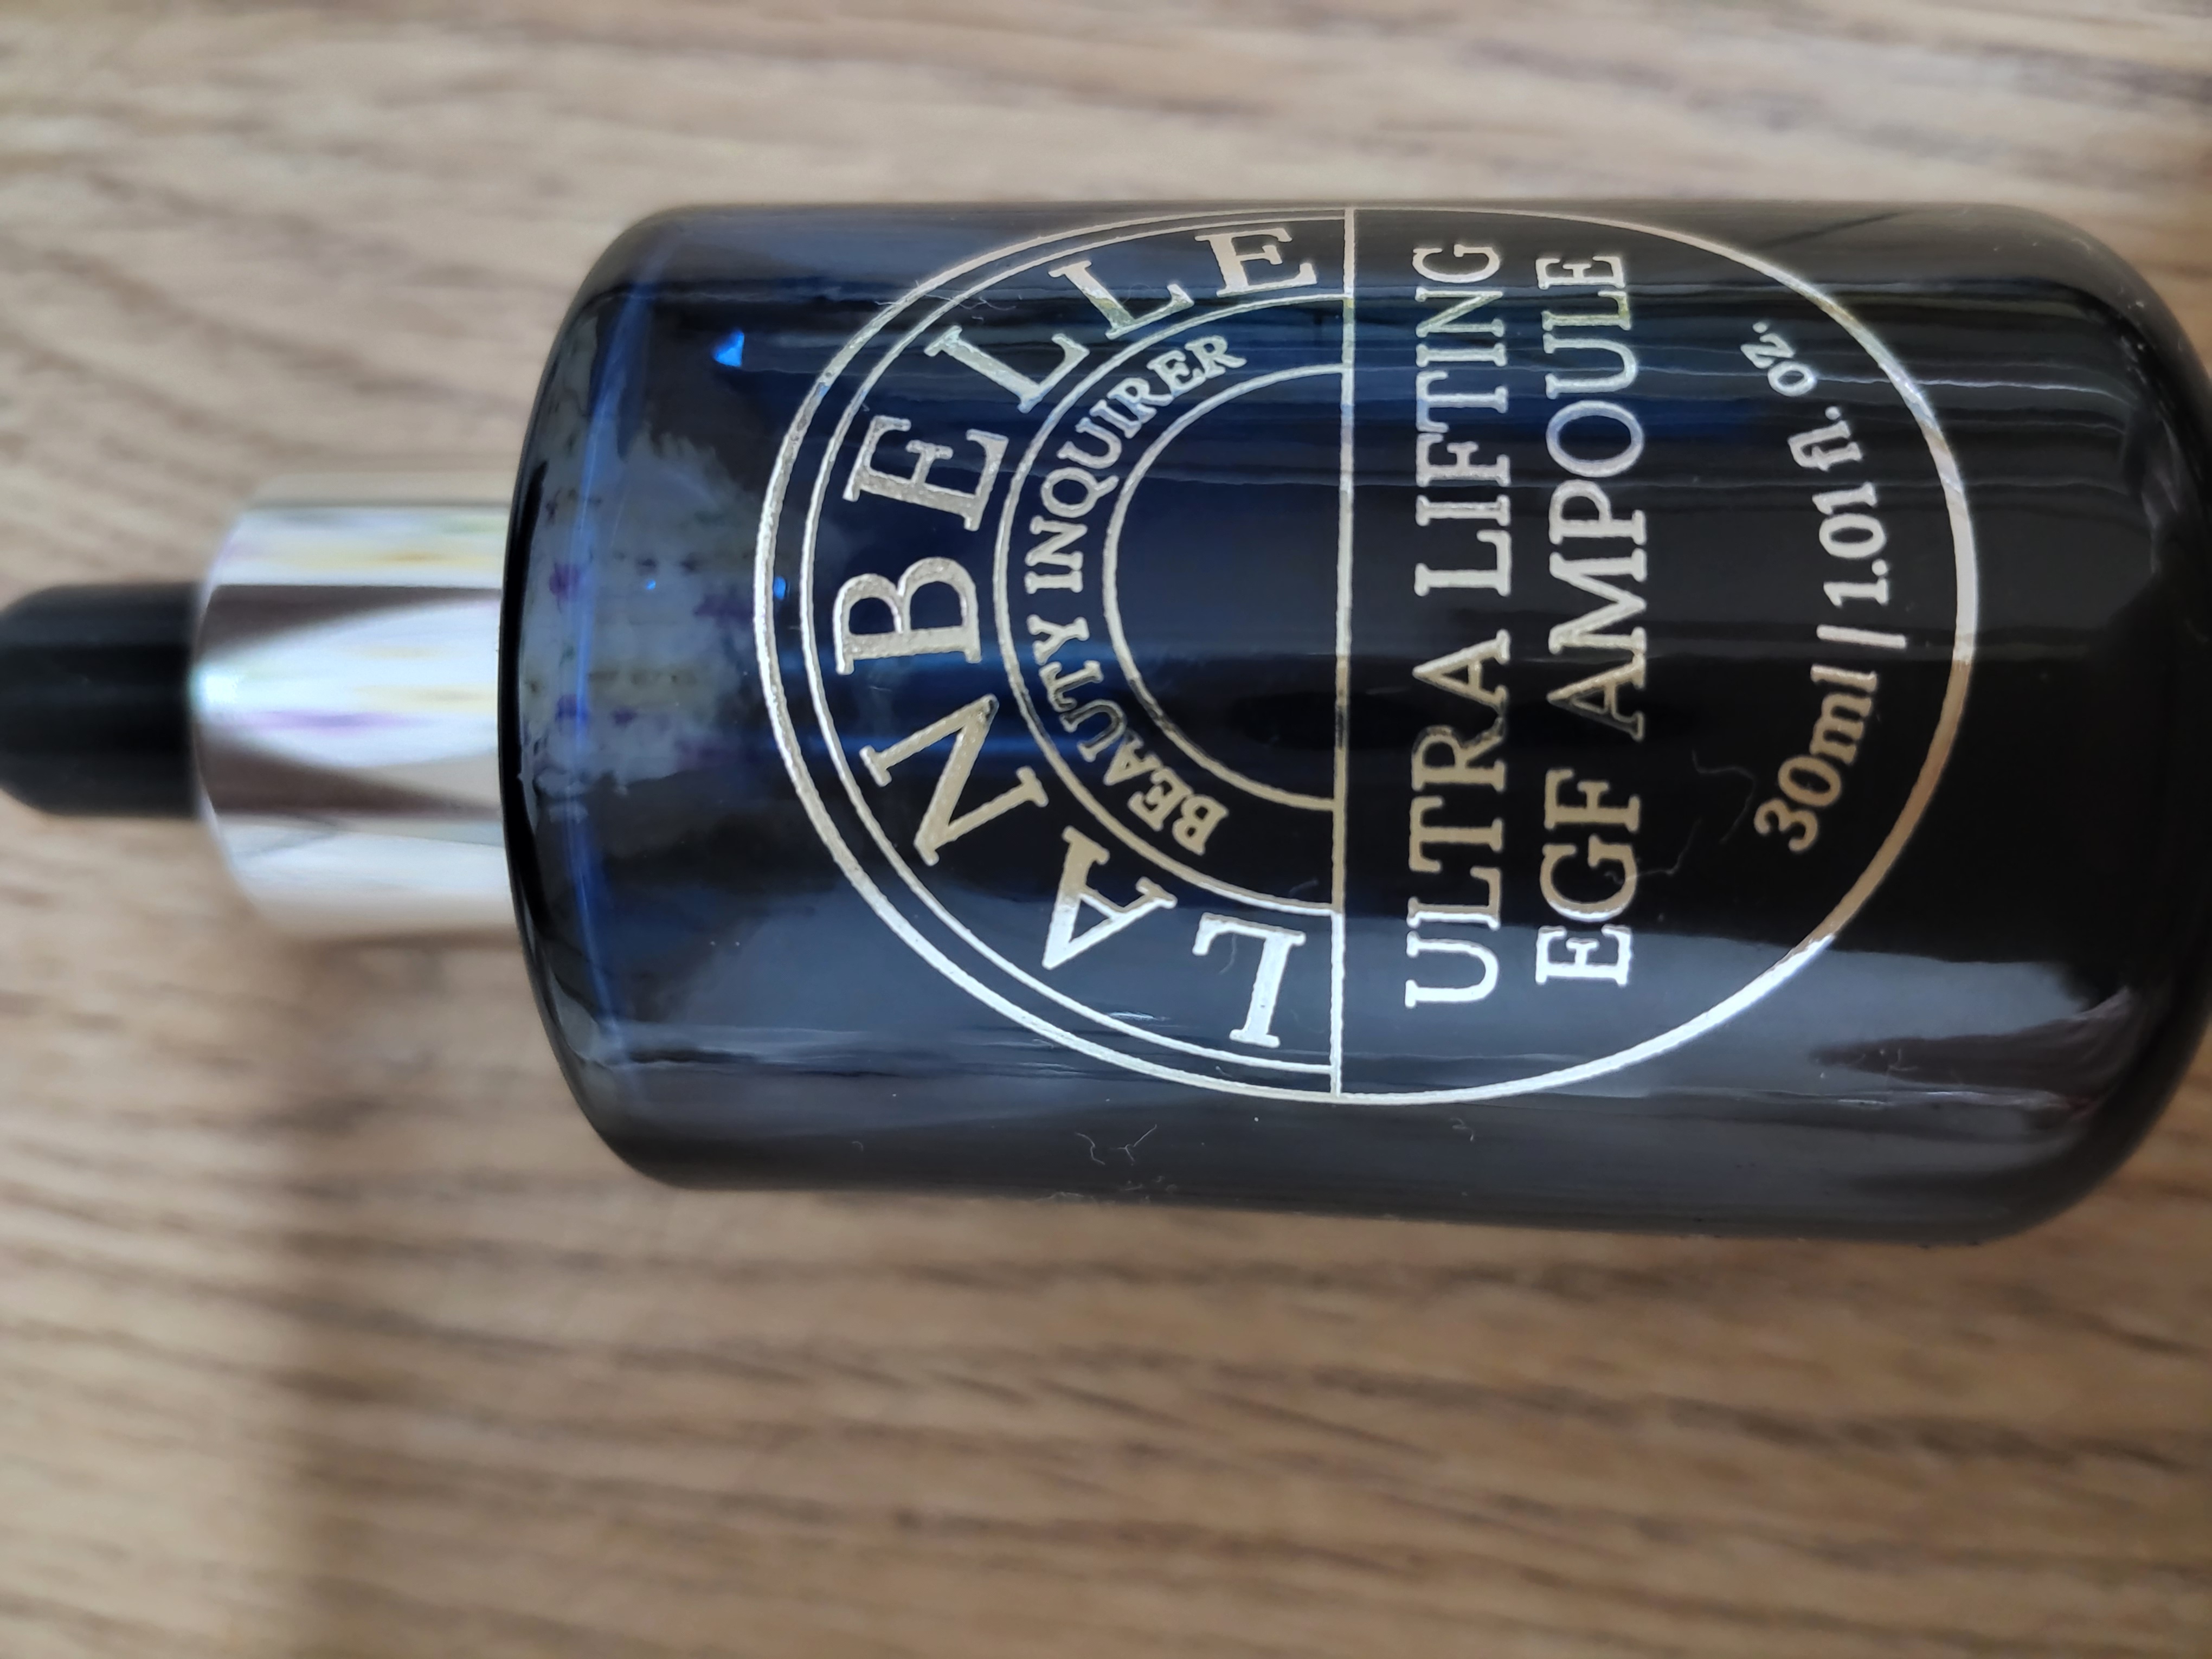 LANBELLE
BEAUTY INQUIRER
ULTRA LIFTING
EGF AMPOULE
30ml | 1.01 fl. oz.